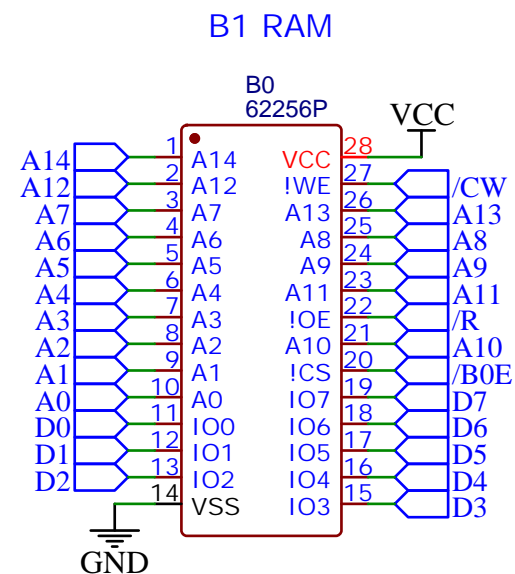 B1 RAM
B0
62256P
VCC
A14 1 A14 VCC 28
A12 2 A12 !WE 27 /CW
A7 3 A7 A13 26 A13
A6 4 A6 A8 25 A8
A5 5 A5 A9 24 A9
A4 6 A4 A11 23 A11
A3 7 A3 !OE 22 /R
A2 8 A2 A10 21 A10
A1 9 A1 !CS 20 /B0E
A0 10 A0 IO7 19 D7
D0 11 IO0 IO6 18 D6
D1 12 IO1 IO5 17 D5
D2 13 IO2 IO4 16 D4
14 VSS IO3 15 D3
GND